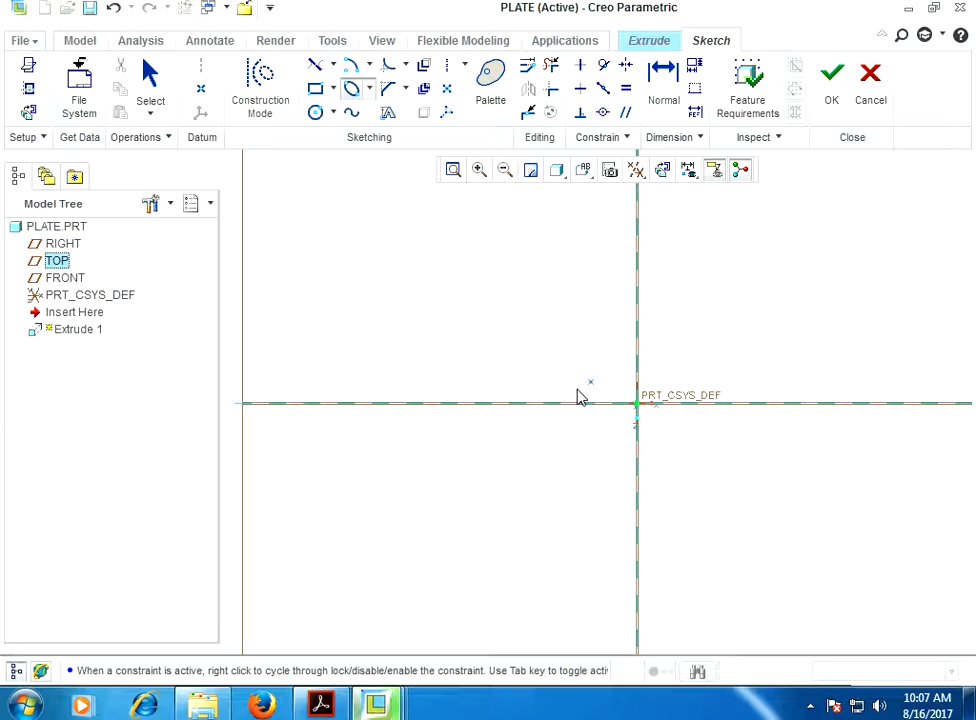 PLATE (Active) - Creo Parametric
File
Model
Analysis
Annotate
Render
Tools
View
Flexible Modeling
Applications
Extrude
Sketch
File System
Select
Construction Mode
Palette
Normal
Feature Requirements
OK
Cancel
Setup
Get Data
Operations
Datum
Sketching
Editing
Constrain
Dimension
Inspect
Close
Model Tree
PLATE.PRT
RIGHT
TOP
FRONT
PRT_CSYS_DEF
Insert Here
Extrude 1
PRT_CSYS_DEF
When a constraint is active, right click to cycle through lock/disable/enable the constraint. Use Tab key to toggle acti
10:07 AM
8/16/2017